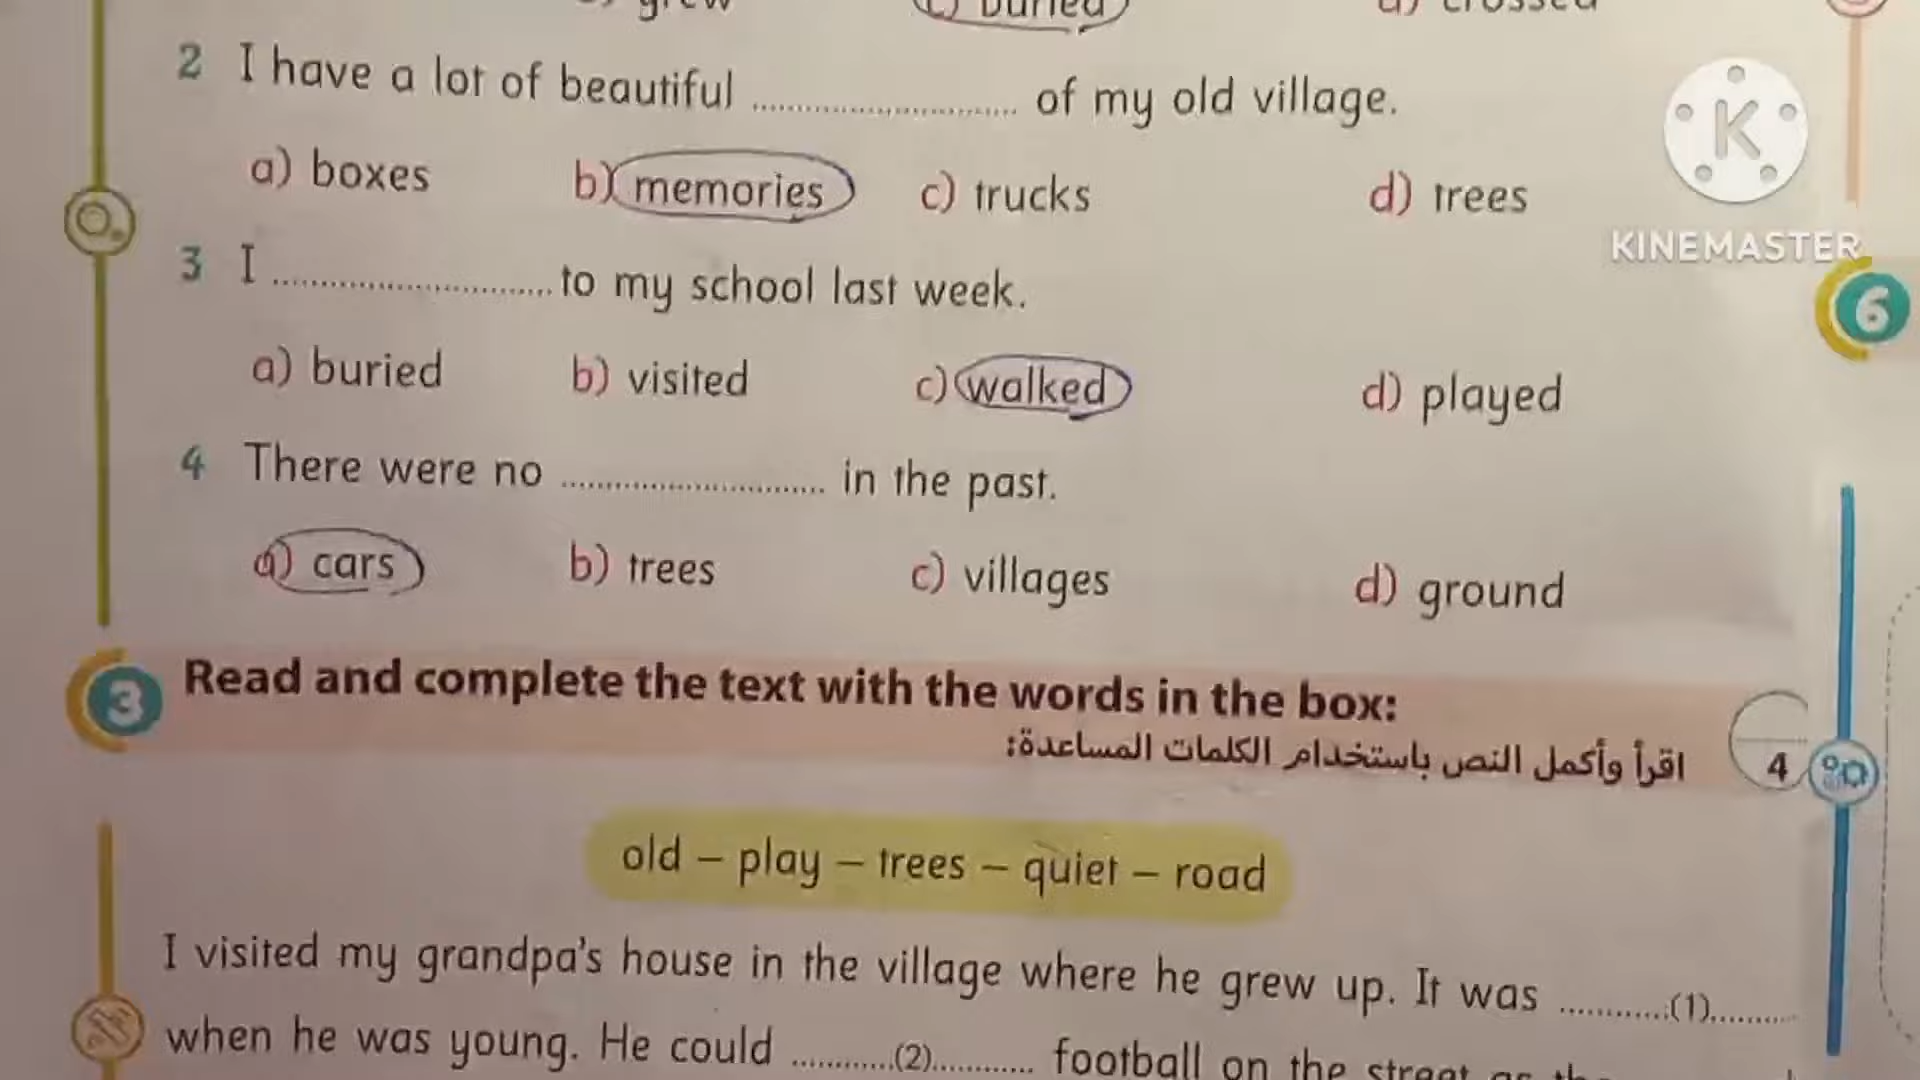 grew buried d) crossed
2 I have a lot of beautiful ............................ of my old village.
a) boxes b) memories c) trucks d) trees
KINEMASTER
3 I ............................ to my school last week.
6
a) buried b) visited c) walked d) played
4 There were no ............................ in the past.
a) cars b) trees c) villages d) ground
3 Read and complete the text with the words in the box:
اقرأ وأكمل النص باستخدام الكلمات المساعدة:
4
old – play – trees – quiet – road
I visited my grandpa's house in the village where he grew up. It was ............(1)..........
when he was young. He could ............(2)............ football on the street as